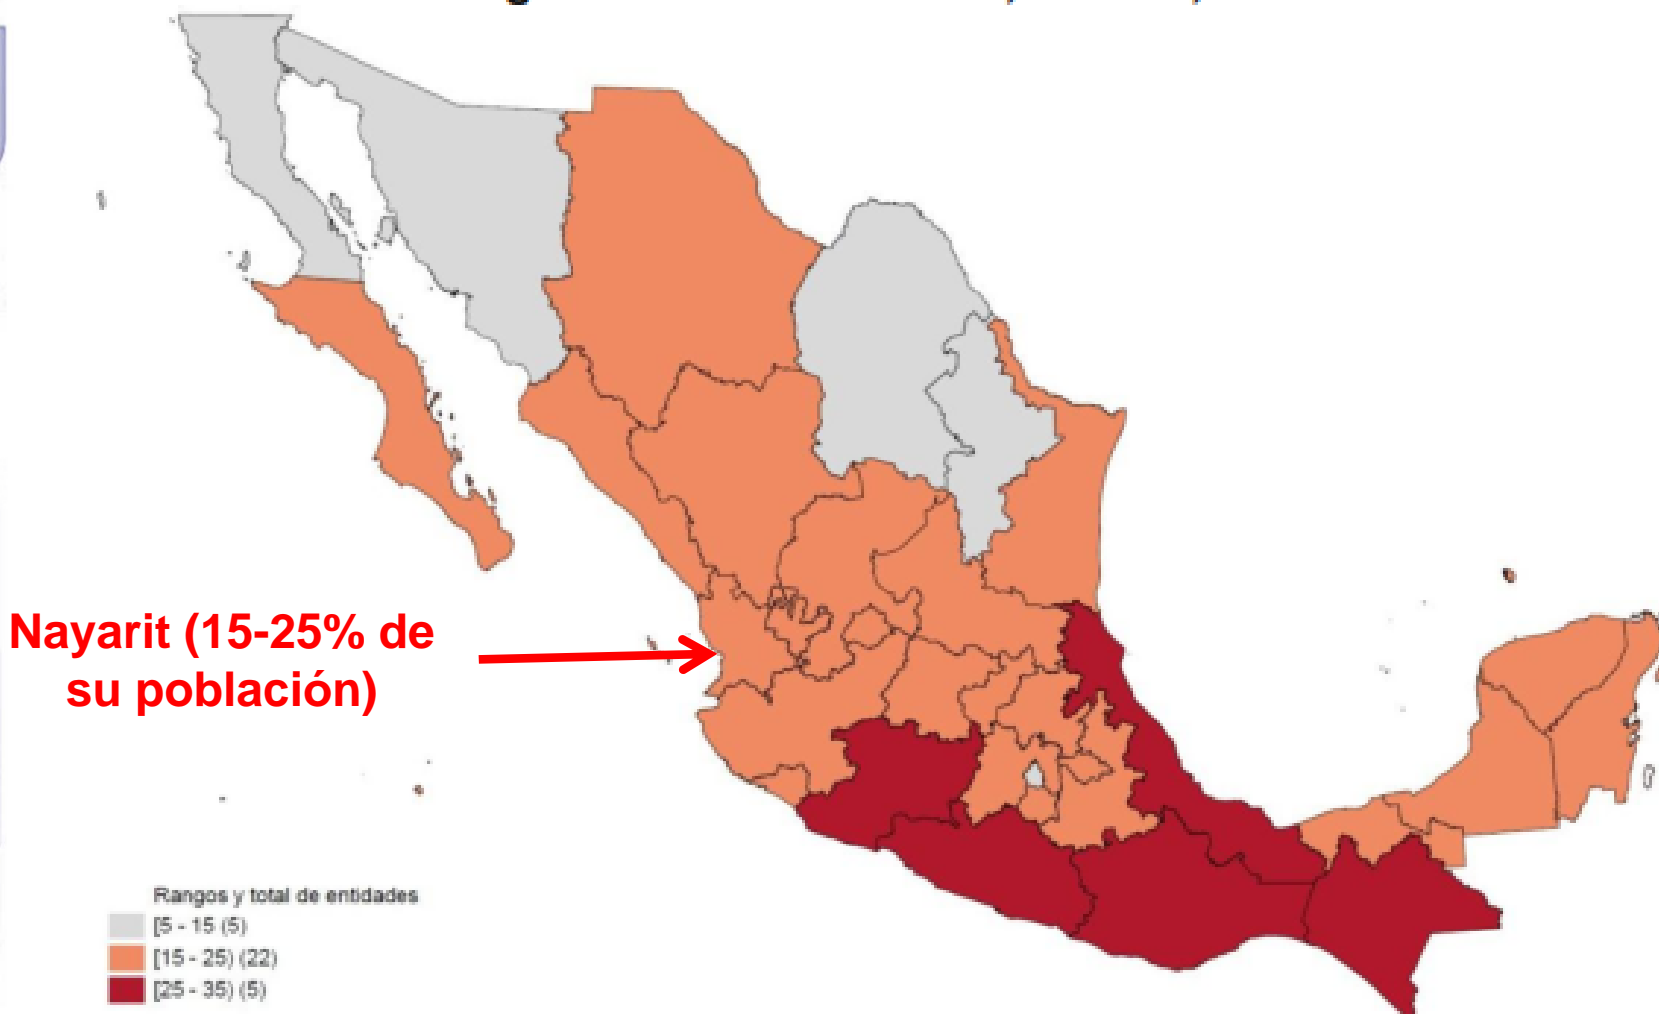 Nayarit (15-25% de
su población)
Rangos y total de entidades
[5 - 15 (5)
[15 - 25) (22)
[25 - 35) (5)